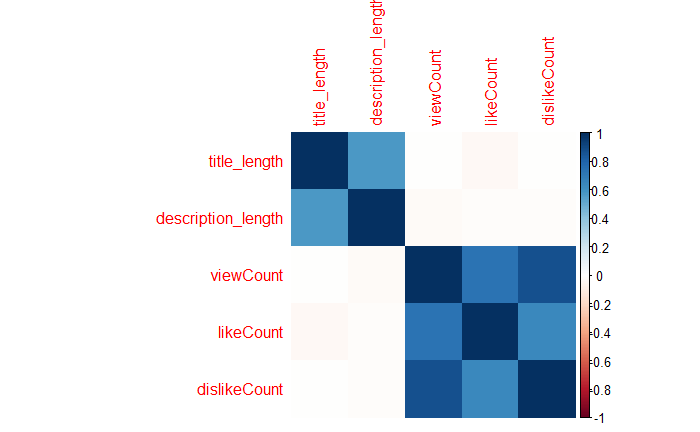 title_length
description_length
viewCount
likeCount
dislikeCount
title_length
description_length
viewCount
likeCount
dislikeCount
1
0.8
0.6
0.4
0.2
0
-0.2
-0.4
-0.6
-0.8
-1